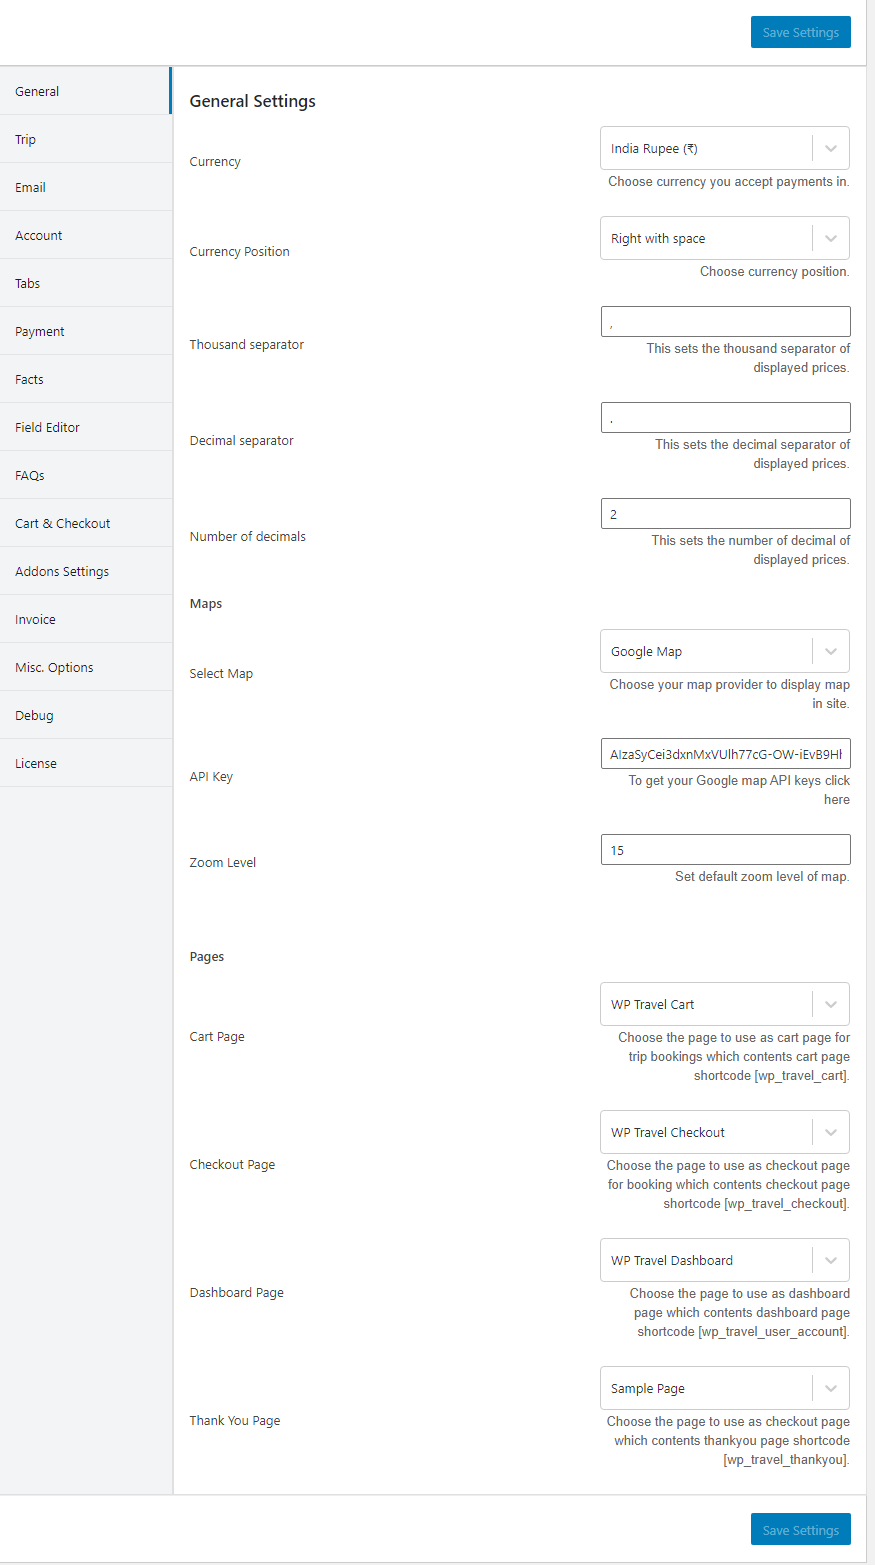 Save Settings
General
Trip
Email
Account
Tabs
Payment
Facts
Field Editor
FAQs
Cart & Checkout
Addons Settings
Invoice
Misc. Options
Debug
License
General Settings
Currency
India Rupee (₹)
Choose currency you accept payments in.
Currency Position
Right with space
Choose currency position.
Thousand separator
,
This sets the thousand separator of
displayed prices.
Decimal separator
.
This sets the decimal separator of
displayed prices.
Number of decimals
2
This sets the number of decimal of
displayed prices.
Maps
Select Map
Google Map
Choose your map provider to display map
in site.
API Key
To get your Google map API keys click
here
Zoom Level
15
Set default zoom level of map.
Pages
Cart Page
WP Travel Cart
Choose the page to use as cart page for
trip bookings which contents cart page
shortcode [wp_travel_cart].
Checkout Page
WP Travel Checkout
Choose the page to use as checkout page
for booking which contents checkout page
shortcode [wp_travel_checkout].
Dashboard Page
WP Travel Dashboard
Choose the page to use as dashboard
page which contents dashboard page
shortcode [wp_travel_user_account].
Thank You Page
Sample Page
Choose the page to use as checkout page
which contents thankyou page shortcode
[wp_travel_thankyou].
Save Settings